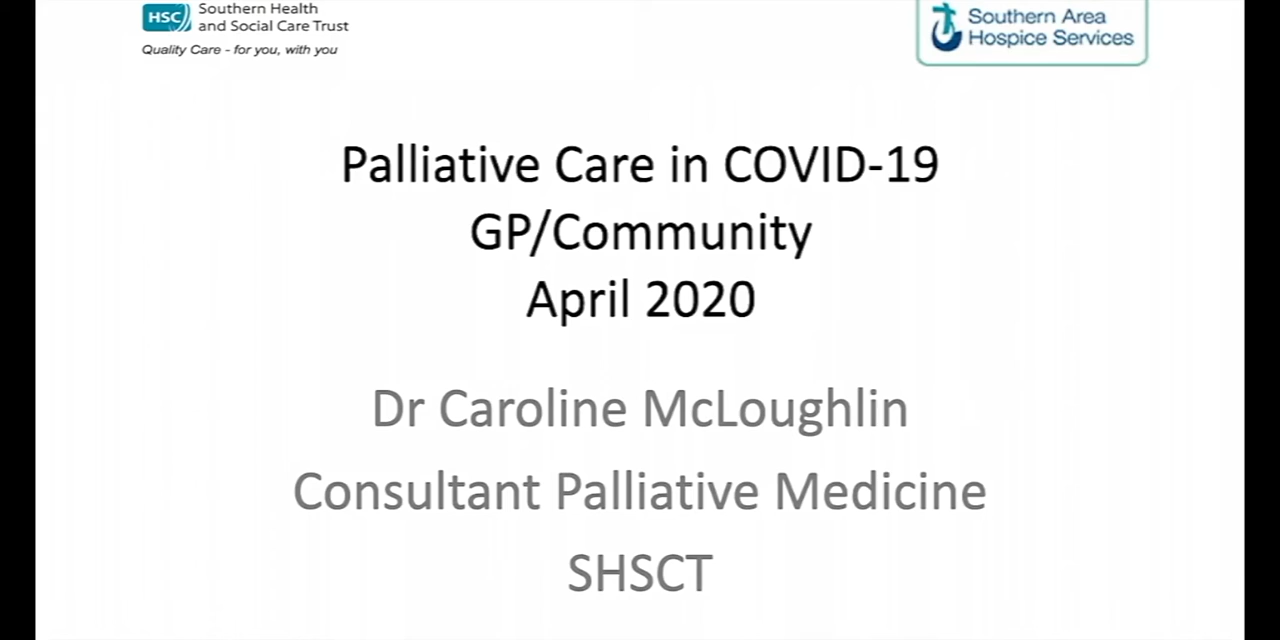 HSC
Southern Health
and Social Care Trust
Quality Care - for you, with you
Southern Area
Hospice Services
Palliative Care in COVID-19
GP/Community
April 2020
Dr Caroline McLoughlin
Consultant Palliative Medicine
SHSCT